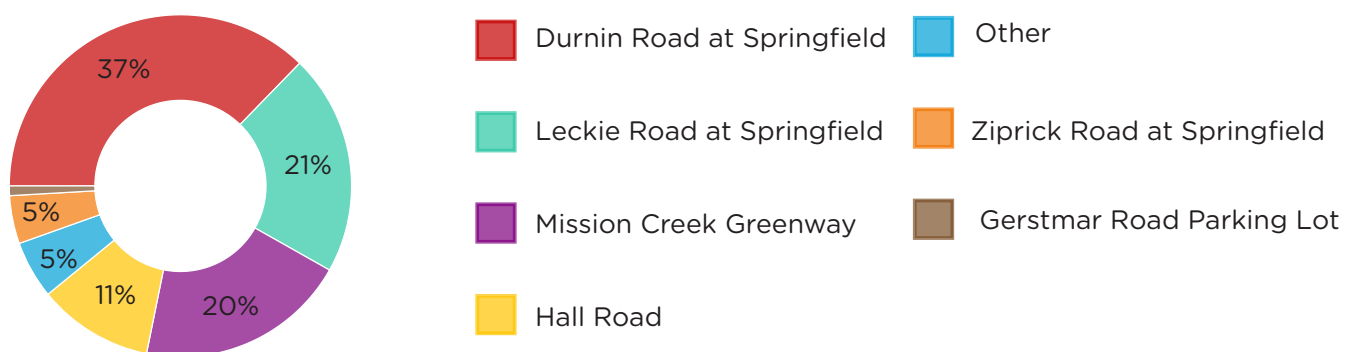 37%
21%
20%
11%
5%
5%
Durnin Road at Springfield
Leckie Road at Springfield
Mission Creek Greenway
Hall Road
Other
Ziprick Road at Springfield
Gerstmar Road Parking Lot